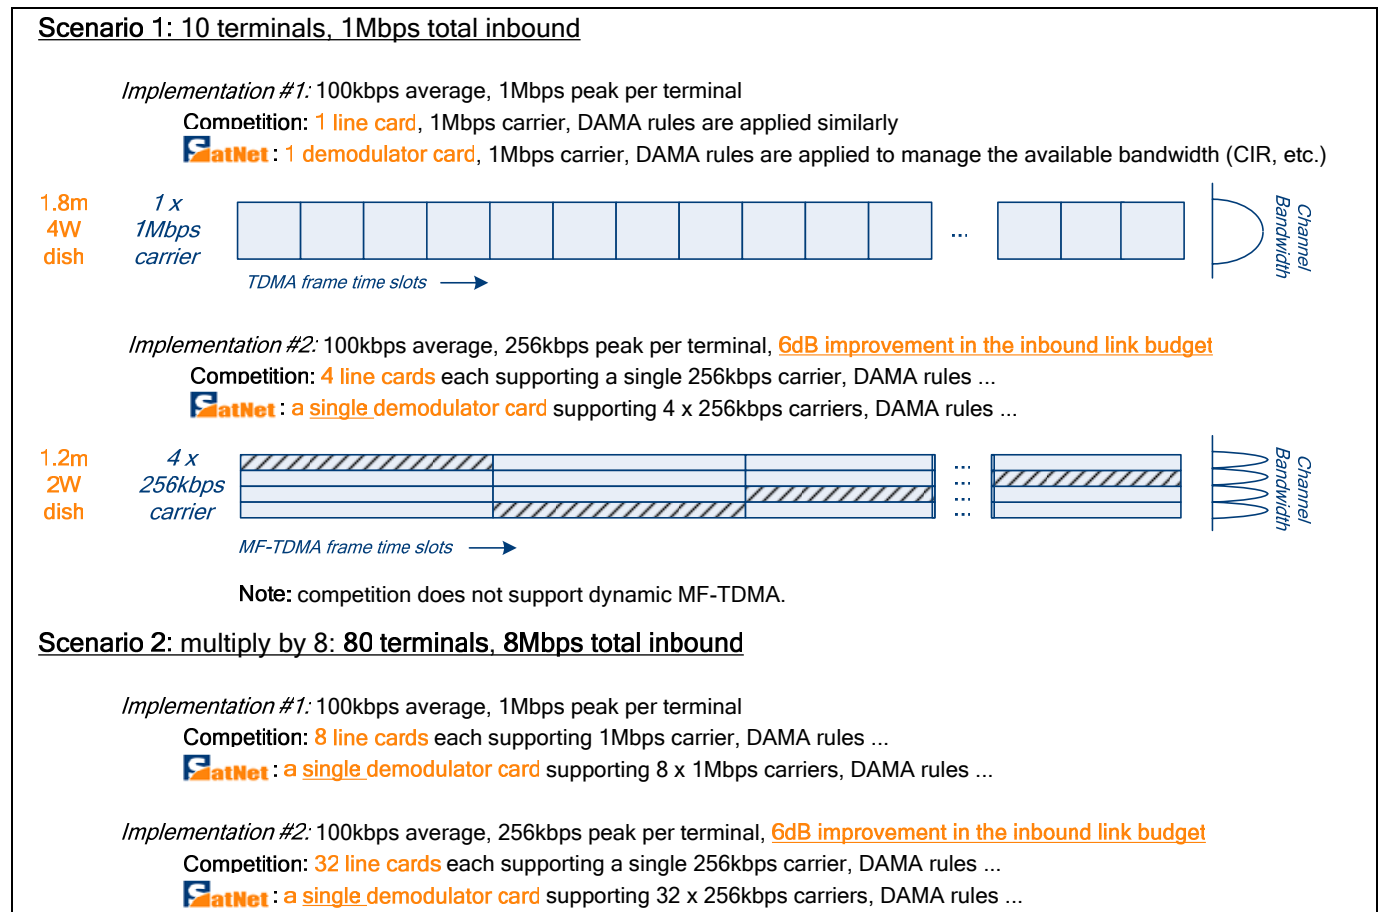 Scenario 1: 10 terminals, 1Mbps total inbound
Implementation #1: 100kbps average, 1Mbps peak per terminal
Competition: 1 line card, 1Mbps carrier, DAMA rules are applied similarly
SatNet : 1 demodulator card, 1Mbps carrier, DAMA rules are applied to manage the available bandwidth (CIR, etc.)
1.8m
4W
dish
1 x
1Mbps
carrier
...
Channel
Bandwidth
TDMA frame time slots
Implementation #2: 100kbps average, 256kbps peak per terminal, 6dB improvement in the inbound link budget
Competition: 4 line cards each supporting a single 256kbps carrier, DAMA rules ...
SatNet : a single demodulator card supporting 4 x 256kbps carriers, DAMA rules ...
1.2m
2W
dish
4 x
256kbps
carrier
...
...
...
...
Channel
Bandwidth
MF-TDMA frame time slots
Note: competition does not support dynamic MF-TDMA.
Scenario 2: multiply by 8: 80 terminals, 8Mbps total inbound
Implementation #1: 100kbps average, 1Mbps peak per terminal
Competition: 8 line cards each supporting 1Mbps carrier, DAMA rules ...
SatNet : a single demodulator card supporting 8 x 1Mbps carriers, DAMA rules ...
Implementation #2: 100kbps average, 256kbps peak per terminal, 6dB improvement in the inbound link budget
Competition: 32 line cards each supporting a single 256kbps carrier, DAMA rules ...
SatNet : a single demodulator card supporting 32 x 256kbps carriers, DAMA rules ...